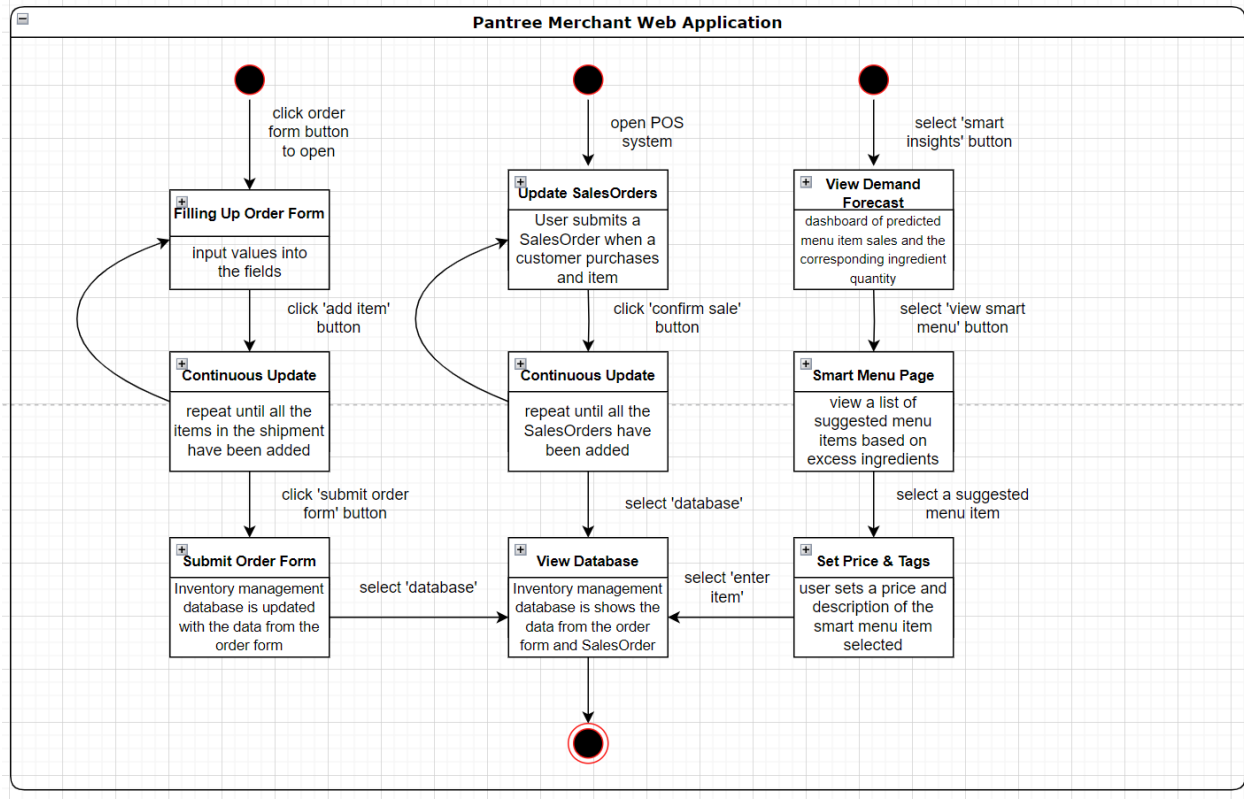 Pantree Merchant Web Application
click order
form button
to open
open POS
system
select 'smart
insights' button
Filling Up Order Form
input values into
the fields
Update SalesOrders
User submits a
SalesOrder when a
customer purchases
and item
View Demand
Forecast
dashboard of predicted
menu item sales and the
corresponding ingredient
quantity
click 'add item'
button
click 'confirm sale'
button
select 'view smart
menu' button
Continuous Update
repeat until all the
items in the shipment
have been added
Continuous Update
repeat until all the
SalesOrders have
been added
Smart Menu Page
view a list of
suggested menu
items based on
excess ingredients
click 'submit order
form' button
select 'database'
select a suggested
menu item
Submit Order Form
Inventory management
database is updated
with the data from the
order form
select 'database'
View Database
Inventory management
database is shows the
data from the order
form and SalesOrder
select 'enter
item'
Set Price & Tags
user sets a price and
description of the
smart menu item
selected